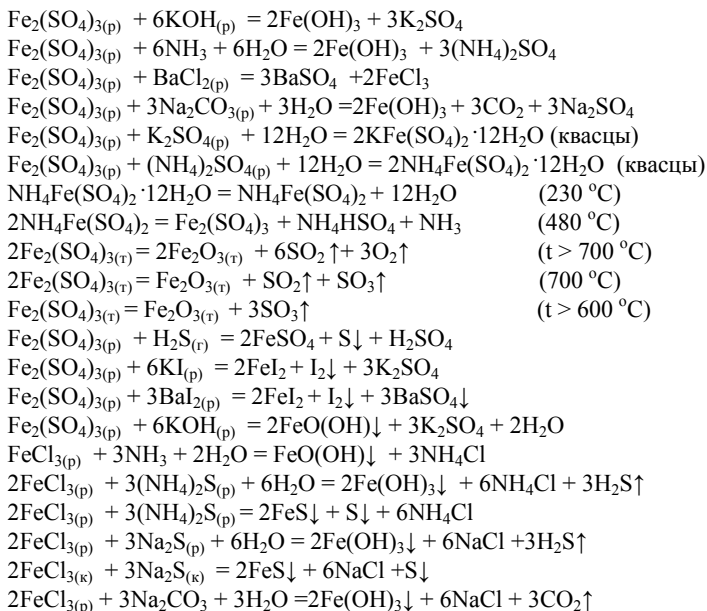 Fe₂(SO₄)₃₍ₚ₎ + 6KOH₍ₚ₎ = 2Fe(OH)₃ + 3K₂SO₄
Fe₂(SO₄)₃₍ₚ₎ + 6NH₃ + 6H₂O = 2Fe(OH)₃ + 3(NH₄)₂SO₄
Fe₂(SO₄)₃₍ₚ₎ + BaCl₂₍ₚ₎ = 3BaSO₄ +2FeCl₃
Fe₂(SO₄)₃₍ₚ₎ + 3Na₂CO₃₍ₚ₎ + 3H₂O =2Fe(OH)₃ + 3CO₂ + 3Na₂SO₄
Fe₂(SO₄)₃₍ₚ₎ + K₂SO₄₍ₚ₎ + 12H₂O = 2KFe(SO₄)₂·12H₂O (квасцы)
Fe₂(SO₄)₃₍ₚ₎ + (NH₄)₂SO₄₍ₚ₎ + 12H₂O = 2NH₄Fe(SO₄)₂·12H₂O (квасцы)
NH₄Fe(SO₄)₂·12H₂O = NH₄Fe(SO₄)₂ + 12H₂O (230 °C)
2NH₄Fe(SO₄)₂ = Fe₂(SO₄)₃ + NH₄HSO₄ + NH₃ (480 °C)
2Fe₂(SO₄)₃(т) = 2Fe₂O₃(т) + 6SO₂↑+ 3O₂↑ (t > 700 °C)
2Fe₂(SO₄)₃(т) = Fe₂O₃(т) + SO₂↑ + SO₃↑ (700 °C)
Fe₂(SO₄)₃(т) = Fe₂O₃(т) + 3SO₃↑ (t > 600 °C)
Fe₂(SO₄)₃₍ₚ₎ + H₂S(г) = 2FeSO₄ + S↓ + H₂SO₄
Fe₂(SO₄)₃₍ₚ₎ + 6KI₍ₚ₎ = 2FeI₂ + I₂↓ + 3K₂SO₄
Fe₂(SO₄)₃₍ₚ₎ + 3BaI₂₍ₚ₎ = 2FeI₂ + I₂↓ + 3BaSO₄↓
Fe₂(SO₄)₃₍ₚ₎ + 6KOH₍ₚ₎ = 2FeO(OH)↓ + 3K₂SO₄ + 2H₂O
FeCl₃₍ₚ₎ + 3NH₃ + 2H₂O = FeO(OH)↓ + 3NH₄Cl
2FeCl₃₍ₚ₎ + 3(NH₄)₂S₍ₚ₎ + 6H₂O = 2Fe(OH)₃↓ + 6NH₄Cl + 3H₂S↑
2FeCl₃₍ₚ₎ + 3(NH₄)₂S₍ₚ₎ = 2FeS↓ + S↓ + 6NH₄Cl
2FeCl₃₍ₚ₎ + 3Na₂S₍ₚ₎ + 6H₂O = 2Fe(OH)₃↓ + 6NaCl +3H₂S↑
2FeCl₃(к) + 3Na₂S(к) = 2FeS↓ + 6NaCl +S↓
2FeCl₃₍ₚ₎ + 3Na₂CO₃ + 3H₂O =2Fe(OH)₃↓ + 6NaCl + 3CO₂↑